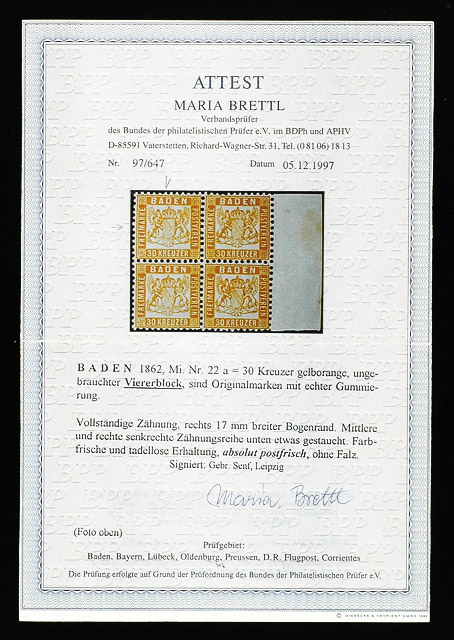 ATTEST
MARIA BRETTL
Verbandsprüfer
des Bundes der philatelistischen Prüfer e.V. im BDPh und APHV
D-85591 Vaterstetten, Richard-Wagner-Str. 31, Tel. (0 81 06) 18 13
Nr. 97/647 Datum 05.12.1997
BADEN BADEN
FREIMARKE POSTVEREIN FREIMARKE POSTVEREIN
30 KREUZER 30 KREUZER
BADEN BADEN
FREIMARKE POSTVEREIN FREIMARKE POSTVEREIN
30 KREUZER 30 KREUZER
BADEN 1862, Mi. Nr. 22 a = 30 Kreuzer gelborange, unge-
brauchter Viererblock, sind Originalmarken mit echter Gummie-
rung.
Vollständige Zähnung, rechts 17 mm breiter Bogenrand. Mittlere
und rechte senkrechte Zähnungsreihe unten etwas gestaucht. Farb-
frische und tadellose Erhaltung, absolut postfrisch, ohne Falz.
Signiert: Gebr. Senf, Leipzig
Maria Brettl
(Foto oben)
Prüfgebiet:
Baden, Bayern, Lübeck, Oldenburg, Preussen, D.R. Flugpost, Corrientes
Die Prüfung erfolgte auf Grund der Prüfordnung des Bundes der Philatelistischen Prüfer e.V.